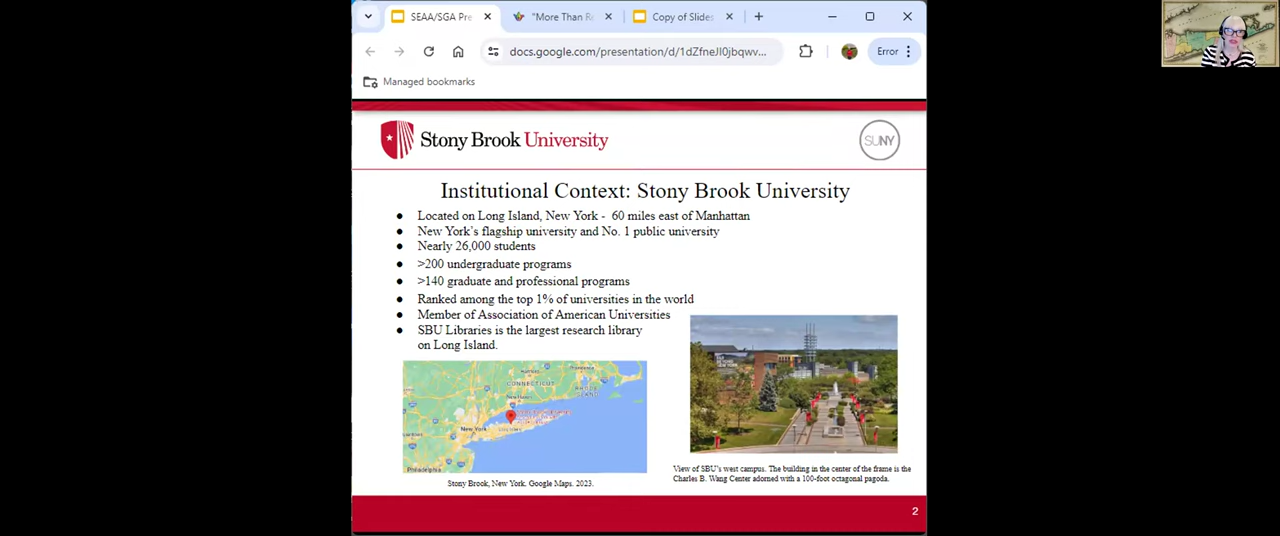 SEAA/SGA Pre
"More Than Ri
Copy of Slides
docs.google.com/presentation/d/1dZfneJl0jbqwv...
Error
Managed bookmarks
Stony Brook University
SUNY
Institutional Context: Stony Brook University
● Located on Long Island, New York - 60 miles east of Manhattan
● New York's flagship university and No. 1 public university
● Nearly 26,000 students
● >200 undergraduate programs
● >140 graduate and professional programs
● Ranked among the top 1% of universities in the world
● Member of Association of American Universities
● SBU Libraries is the largest research library
on Long Island.
CONNECTICUT
New York
Philadelphia
Stony Brook, New York. Google Maps. 2023.
View of SBU's west campus. The building in the center of the frame is the
Charles B. Wang Center adorned with a 100-foot octagonal pagoda.
2